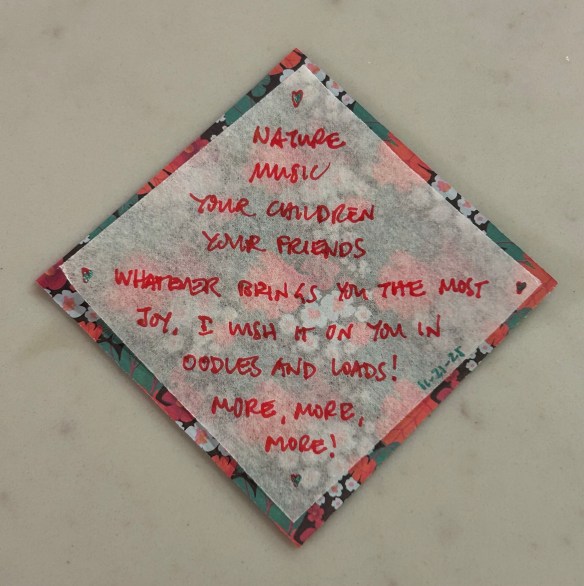 NATURE
MUSIC
YOUR CHILDREN
YOUR FRIENDS
WHATEVER BRINGS YOU THE MOST
JOY. I WISH IT ON YOU IN
OODLES AND LOADS!
11-21-25
MORE, MORE,
MORE!